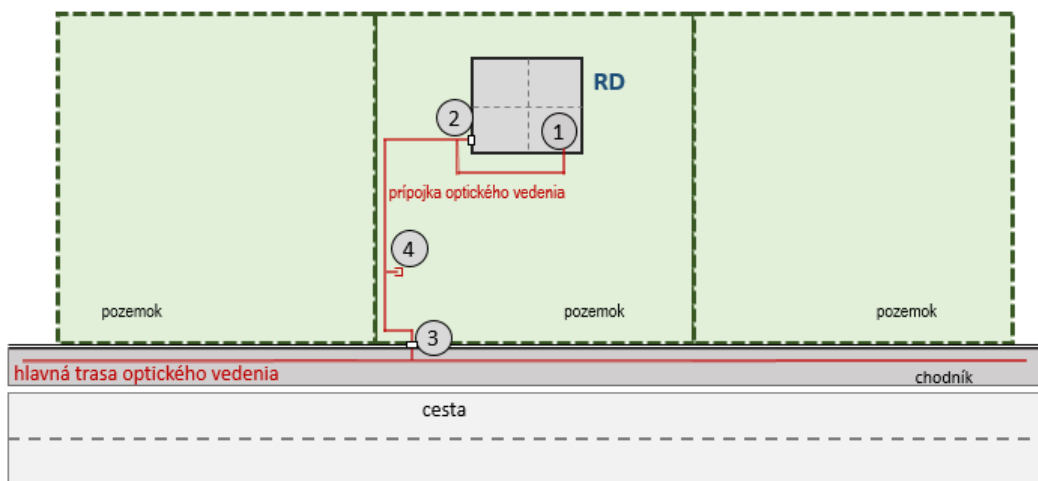 RD
2
1
prípojka optického vedenia
4
pozemok
pozemok
pozemok
3
hlavná trasa optického vedenia
chodník
cesta